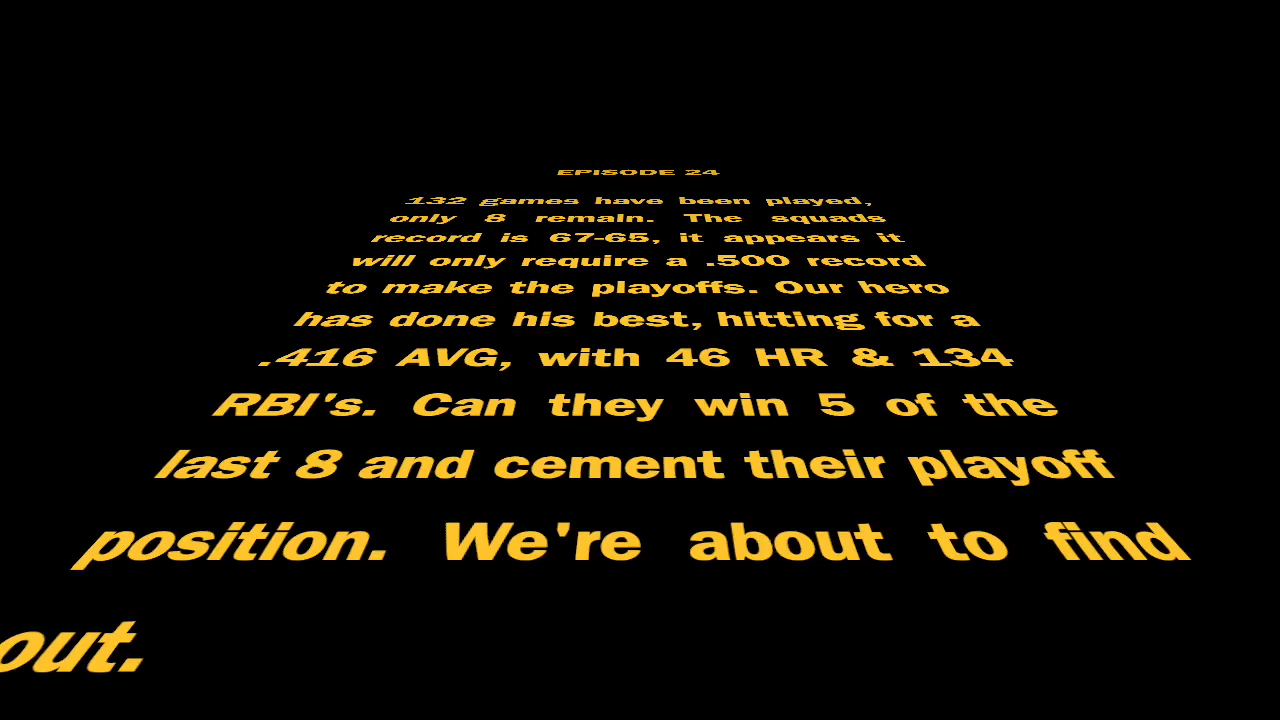 EPISODE 24
132 games have been played,
only 8 remain. The squads
record is 67-65, it appears it
will only require a .500 record
to make the playoffs. Our hero
has done his best, hitting for a
.416 AVG, with 46 HR & 134
RBI's. Can they win 5 of the
last 8 and cement their playoff
position. We're about to find
out.